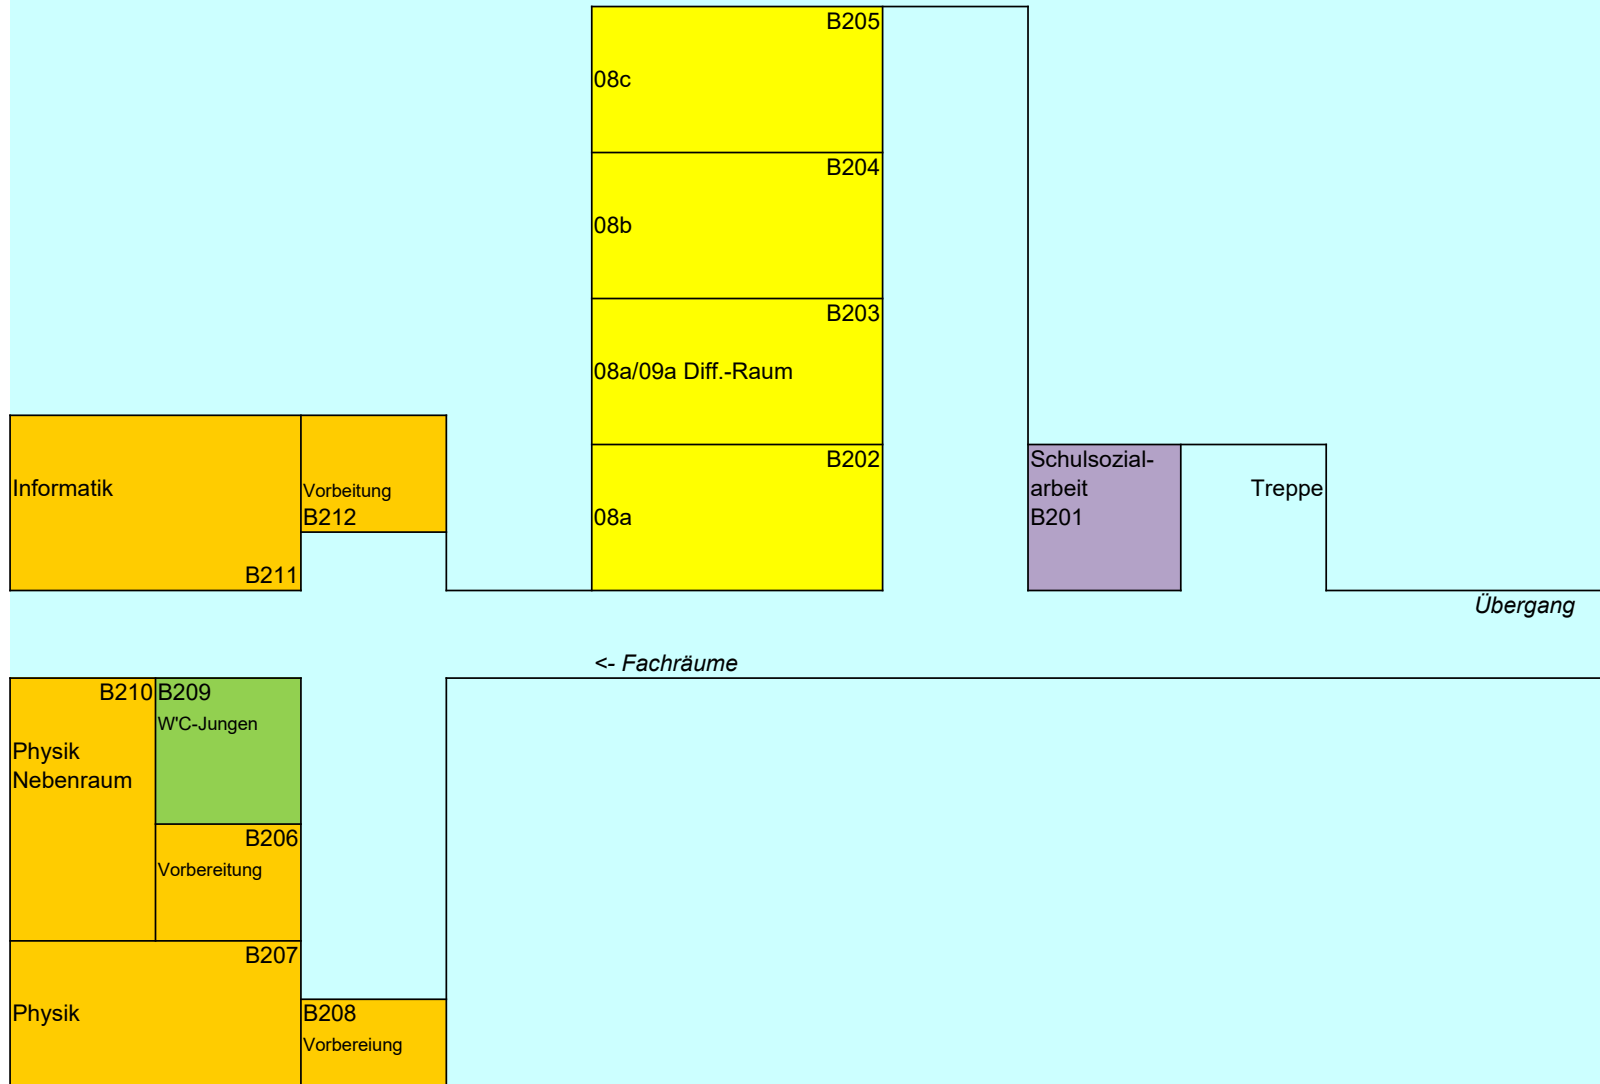 B205
08c
B204
08b
B203
08a/09a Diff.-Raum
B202
08a
Informatik
B211
Vorbeitung
B212
Schulsozial-
arbeit
B201
Treppe
Übergang
<- Fachräume
B210
Physik
Nebenraum
B209
W'C-Jungen
B206
Vorbereitung
B207
Physik
B208
Vorbereiung